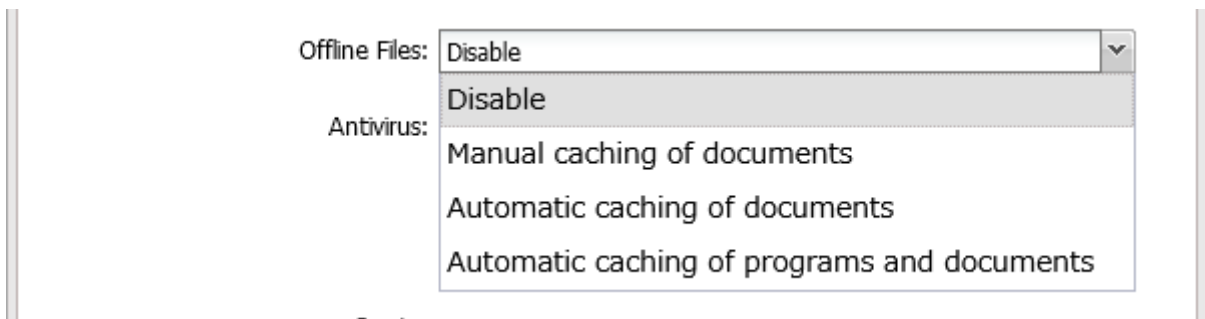 Offline Files: Disable
Disable
Antivirus:
Manual caching of documents
Automatic caching of documents
Automatic caching of programs and documents